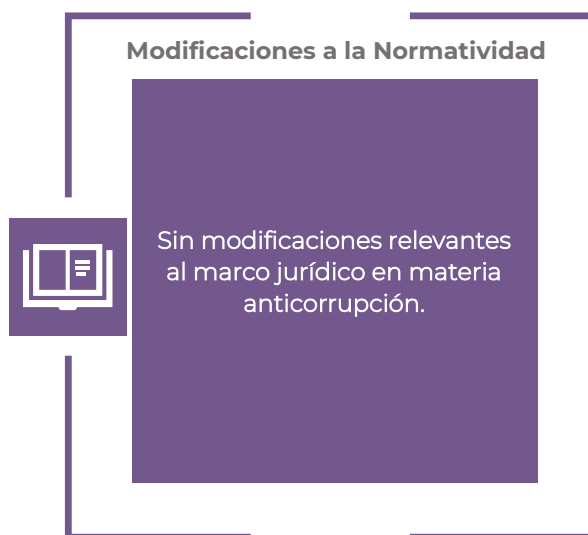 Modificaciones a la Normatividad
Sin modificaciones relevantes
al marco jurídico en materia
anticorrupción.